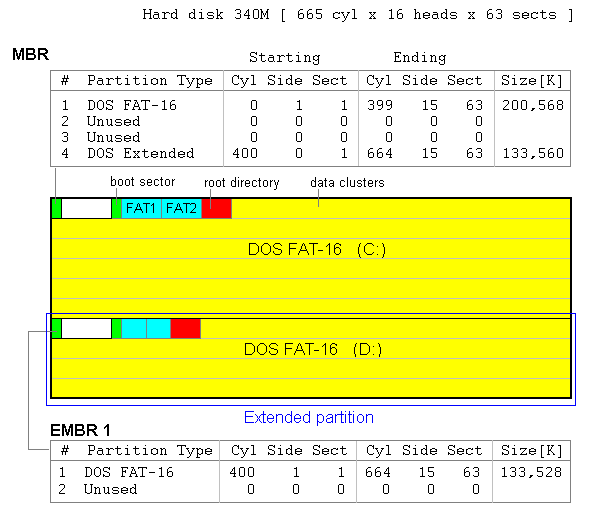 Hard disk 340M [ 665 cyl x 16 heads x 63 sects ]
MBR Starting Ending
# Partition Type Cyl Side Sect Cyl Side Sect Size[K]
1 DOS FAT-16 0 1 1 399 15 63 200,568
2 Unused 0 0 0 0 0 0 0
3 Unused 0 0 0 0 0 0 0
4 DOS Extended 400 0 1 664 15 63 133,560
boot sector root directory data clusters
FAT1 FAT2
DOS FAT-16 (C:)
DOS FAT-16 (D:)
Extended partition
EMBR 1
# Partition Type Cyl Side Sect Cyl Side Sect Size[K]
1 DOS FAT-16 400 1 1 664 15 63 133,528
2 Unused 0 0 0 0 0 0 0